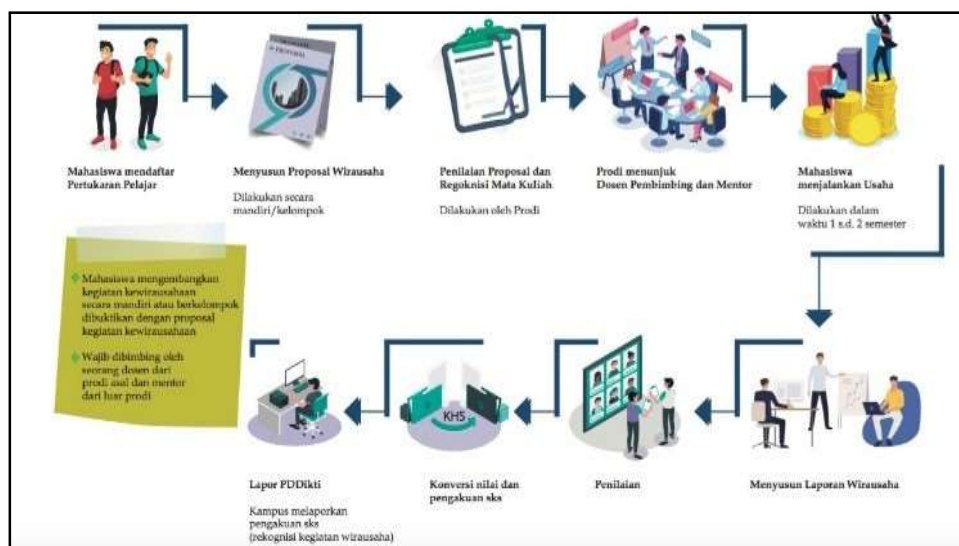 Mahasiswa mendaftar
Pertukaran Pelajar
PROPOSAL
Menyusun Proposal Wirausaha
Dilakukan secara
mandiri/kelompok
Penilaian Proposal dan
Regoknisi Mata Kuliah
Dilakukan oleh Prodi
Prodi menunjuk
Dosen Pembimbing dan Mentor
Mahasiswa
menjalankan Usaha
Dilakukan dalam
waktu 1 s.d. 2 semester
Mahasiswa mengembangkan
kegiatan kewirausahaan
secara mandiri atau berkelompok
dibuktikan dengan proposal
kegiatan kewirausahaan
Wajib dibimbing oleh
seorang dosen dari
prodi asal dan mentor
dari luar prodi
Lapor PDDikti
Kampus melaporkan
pengakuan sks
(rekognisi kegiatan wirausaha)
KHS
Konversi nilai dan
pengakuan sks
Penilaian
Menyusun Laporan Wirausaha